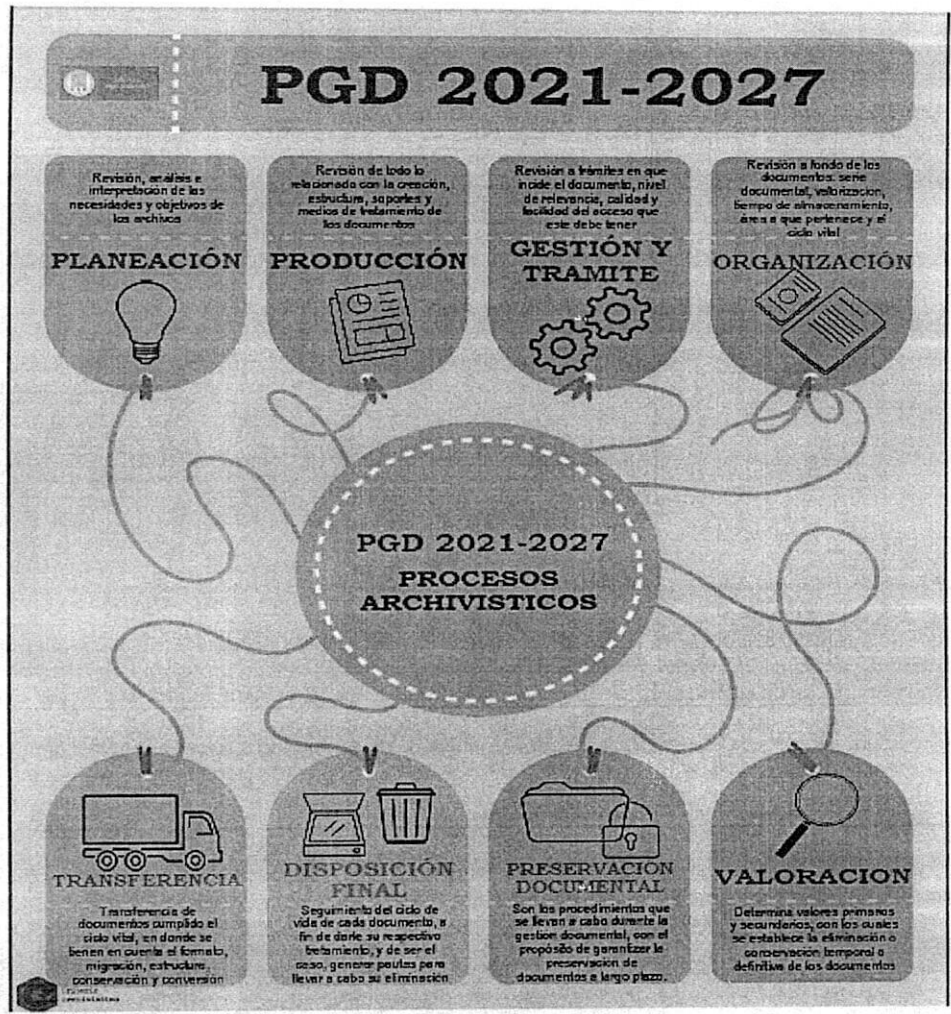 PGD 2021-2027
Revisión, análisis e
interpretación de las
necesidades y objetivos de
los archivos
PLANEACIÓN
Revisión de todo lo
relacionado con la creación,
estructura, soportes y
medios de tratamiento de
los documentos
PRODUCCIÓN
Revisión a trámites en que
incide el documento, nivel
de relevancia, calidad y
facilidad del acceso que
este debe tener
GESTIÓN Y
TRAMITE
Revisión a fondo de los
documentos: serie
documental, valorizacion,
tiempo de almacenamiento,
área a que pertenece y el
ciclo vital
ORGANIZACIÓN
PGD 2021-2027
PROCESOS
ARCHIVISTICOS
TRANSFERENCIA
Transferencia de
documentos cumplido el
ciclo vital, en donde se
tienen en cuenta el formato,
migración, estructura,
conservación y conversión
DISPOSICIÓN
FINAL
Seguimiento del ciclo de
vida de cada documento, a
fin de darle su respectivo
tratamiento, y de ser el
caso, generar pautas para
llevar a cabo su eliminación
PRESERVACION
DOCUMENTAL
Son los procedimientos que
se llevan a cabo durante la
gestión documental, con el
propósito de garantizar la
preservación de
documentos a largo plazo.
VALORACION
Determina valores primarios
y secundarios, con los cuales
se establece la eliminación o
conservación temporal o
definitiva de los documentos